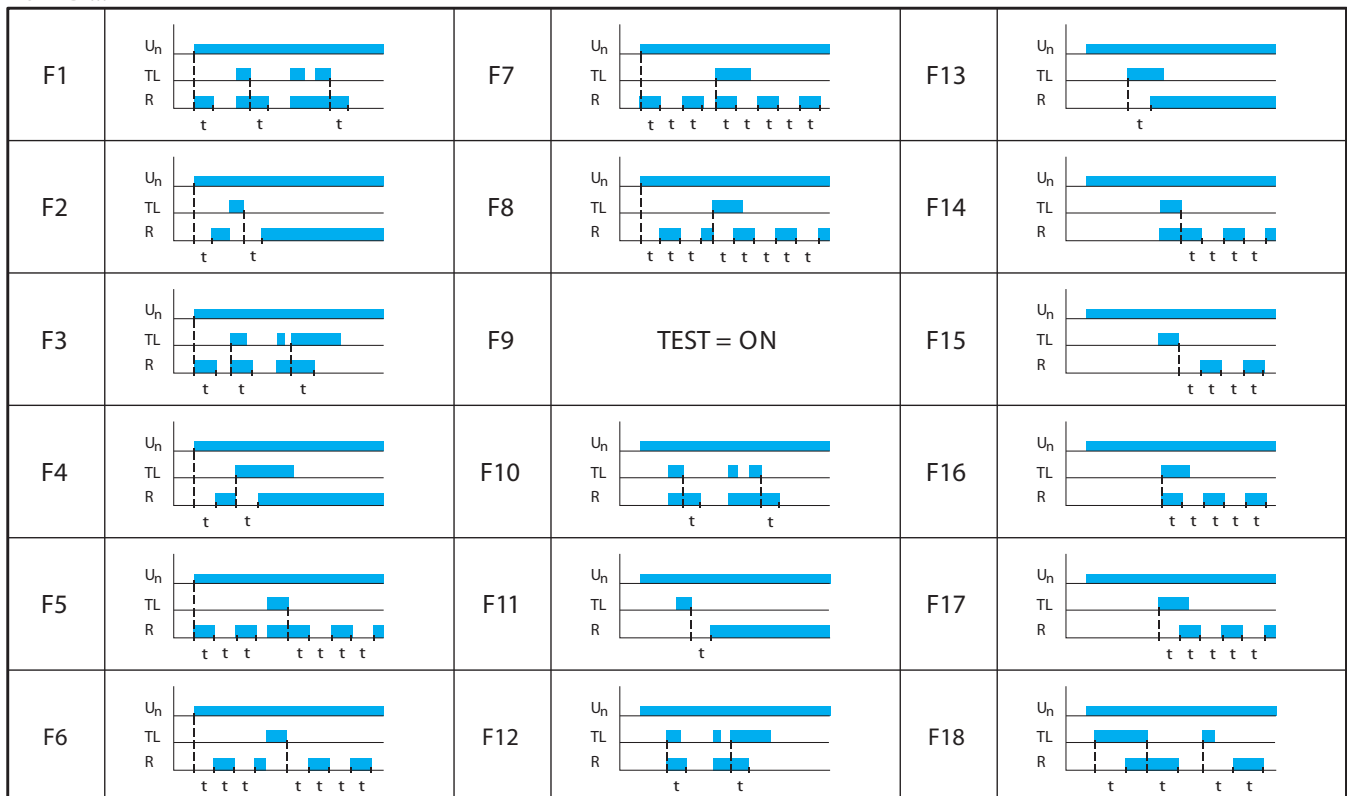 F1
Uₙ
TL
R
t t t
F7
Uₙ
TL
R
t t t t t t t
F13
Uₙ
TL
R
t
F2
Uₙ
TL
R
t t
F8
Uₙ
TL
R
t t t t t t t
F14
Uₙ
TL
R
t t t t
F3
Uₙ
TL
R
t t t
F9
TEST = ON
F15
Uₙ
TL
R
t t t t
F4
Uₙ
TL
R
t t
F10
Uₙ
TL
R
t t
F16
Uₙ
TL
R
t t t t t
F5
Uₙ
TL
R
t t t t t t t
F11
Uₙ
TL
R
t
F17
Uₙ
TL
R
t t t t t
F6
Uₙ
TL
R
t t t t t t t
F12
Uₙ
TL
R
t t
F18
Uₙ
TL
R
t t t t